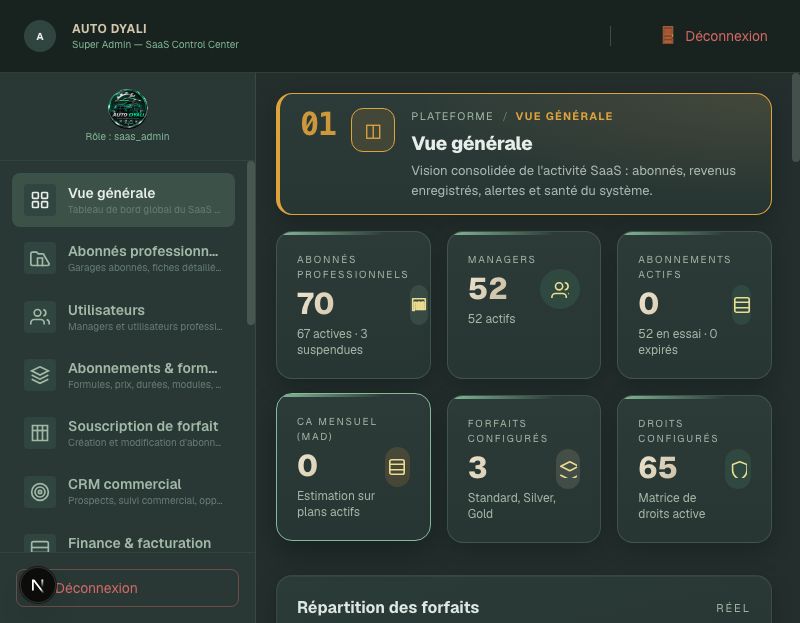 A
AUTO DYALI
Super Admin — SaaS Control Center
Déconnexion
AUTO DYALI
Rôle : saas_admin
Vue générale
Tableau de bord global du SaaS ...
Abonnés professionn...
Garages abonnés, fiches détaillé...
Utilisateurs
Managers et utilisateurs professi...
Abonnements & form...
Formules, prix, durées, modules, ...
Souscription de forfait
Création et modification d'abonn...
CRM commercial
Prospects, suivi commercial, opp...
Finance & facturation
N
Déconnexion
01
PLATEFORME / VUE GÉNÉRALE
Vue générale
Vision consolidée de l'activité SaaS : abonnés, revenus
enregistrés, alertes et santé du système.
ABONNÉS
PROFESSIONNELS
70
67 actives · 3
suspendues
MANAGERS
52
52 actifs
ABONNEMENTS
ACTIFS
0
52 en essai · 0
expirés
CA MENSUEL
(MAD)
0
Estimation sur
plans actifs
FORFAITS
CONFIGURÉS
3
Standard, Silver,
Gold
DROITS
CONFIGURÉS
65
Matrice de
droits active
Répartition des forfaits
RÉEL